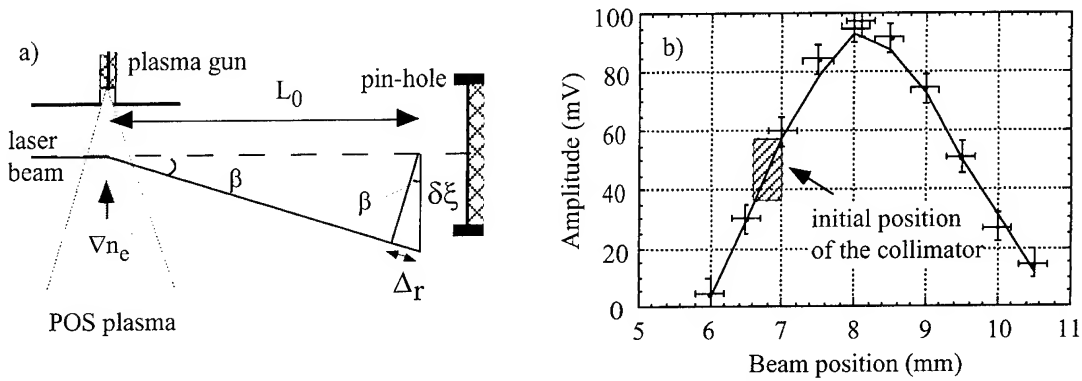 a)
plasma gun
L₀
pin-hole
laser
beam
β
β
δξ
∇nₑ
Δᵣ
POS plasma
b)
Amplitude (mV)
100
80
60
40
20
0
initial position
of the collimator
5 6 7 8 9 10 11
Beam position (mm)